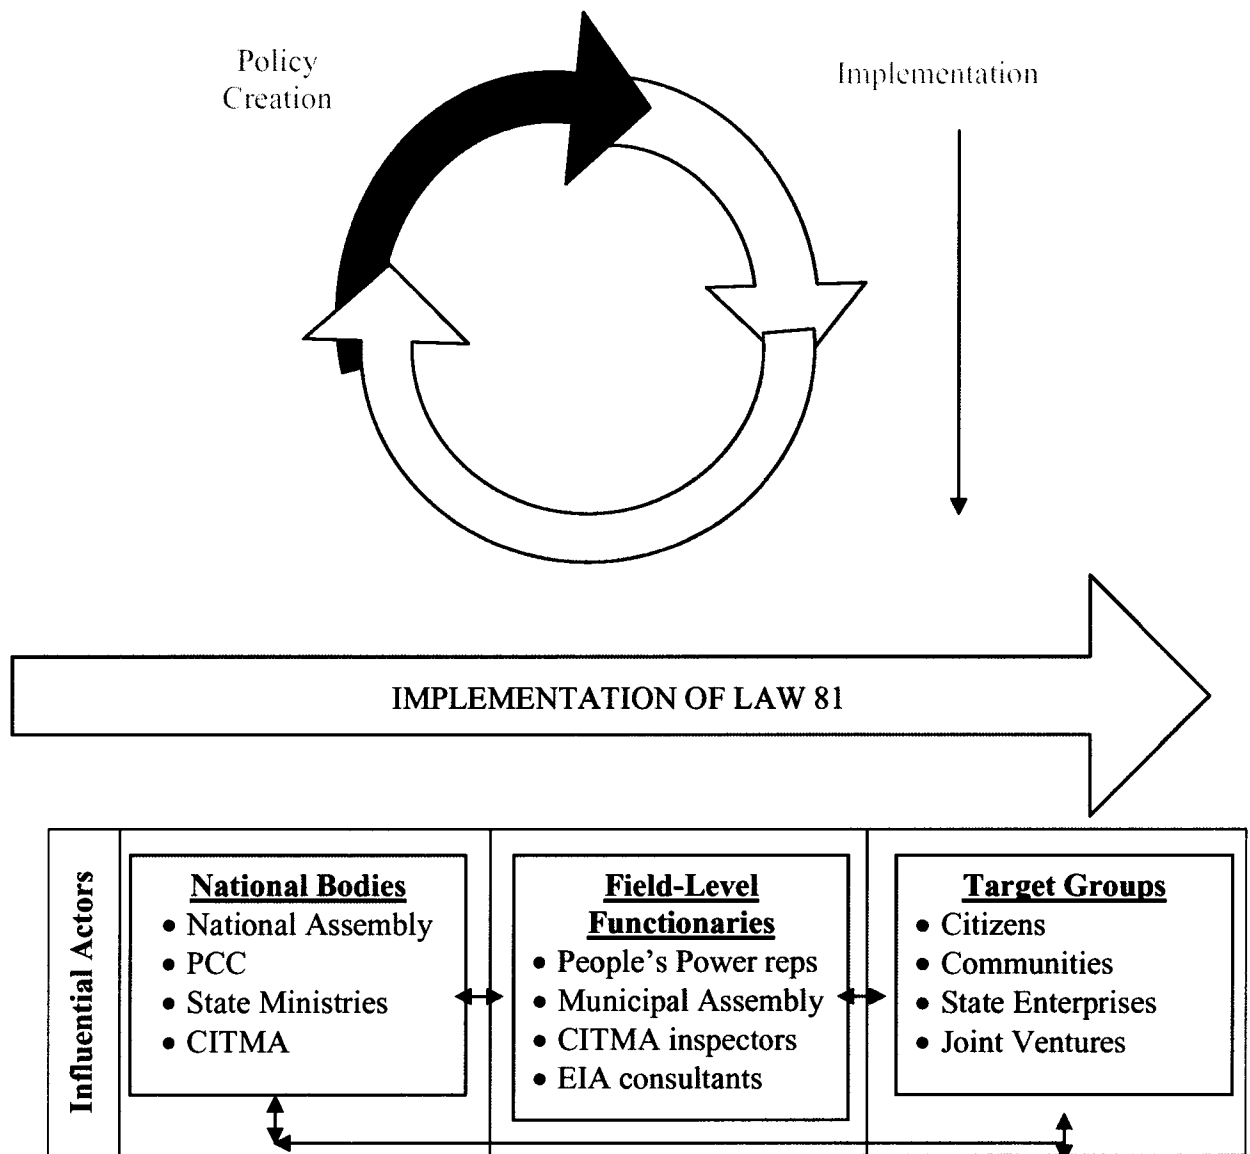 Policy
Creation
Implementation
IMPLEMENTATION OF LAW 81
Influential Actors
National Bodies
• National Assembly
• PCC
• State Ministries
• CITMA
Field-Level
Functionaries
• People's Power reps
• Municipal Assembly
• CITMA inspectors
• EIA consultants
Target Groups
• Citizens
• Communities
• State Enterprises
• Joint Ventures